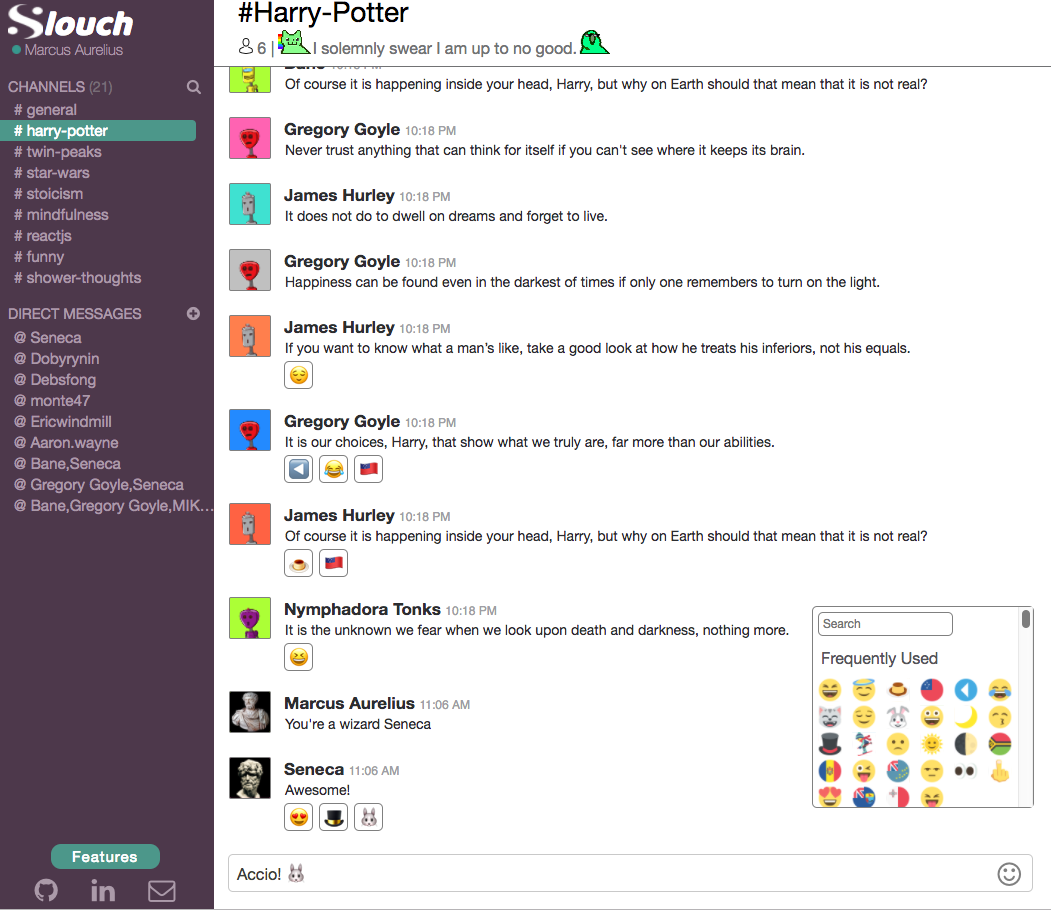 Slouch
Marcus Aurelius
CHANNELS (21)
# general
# harry-potter
# twin-peaks
# star-wars
# stoicism
# mindfulness
# reactjs
# funny
# shower-thoughts
DIRECT MESSAGES
@ Seneca
@ Dobyrynin
@ Debsfong
@ monte47
@ Ericwindmill
@ Aaron.wayne
@ Bane,Seneca
@ Gregory Goyle,Seneca
@ Bane,Gregory Goyle,MIK...
Features
#Harry-Potter
6 | I solemnly swear I am up to no good.
Bane 10:18 PM
Of course it is happening inside your head, Harry, but why on Earth should that mean that it is not real?
Gregory Goyle 10:18 PM
Never trust anything that can think for itself if you can't see where it keeps its brain.
James Hurley 10:18 PM
It does not do to dwell on dreams and forget to live.
Gregory Goyle 10:18 PM
Happiness can be found even in the darkest of times if only one remembers to turn on the light.
James Hurley 10:18 PM
If you want to know what a man's like, take a good look at how he treats his inferiors, not his equals.
Gregory Goyle 10:18 PM
It is our choices, Harry, that show what we truly are, far more than our abilities.
James Hurley 10:18 PM
Of course it is happening inside your head, Harry, but why on Earth should that mean that it is not real?
Nymphadora Tonks 10:18 PM
It is the unknown we fear when we look upon death and darkness, nothing more.
Marcus Aurelius 11:06 AM
You're a wizard Seneca
Seneca 11:06 AM
Awesome!
Search
Frequently Used
Accio! 🐰